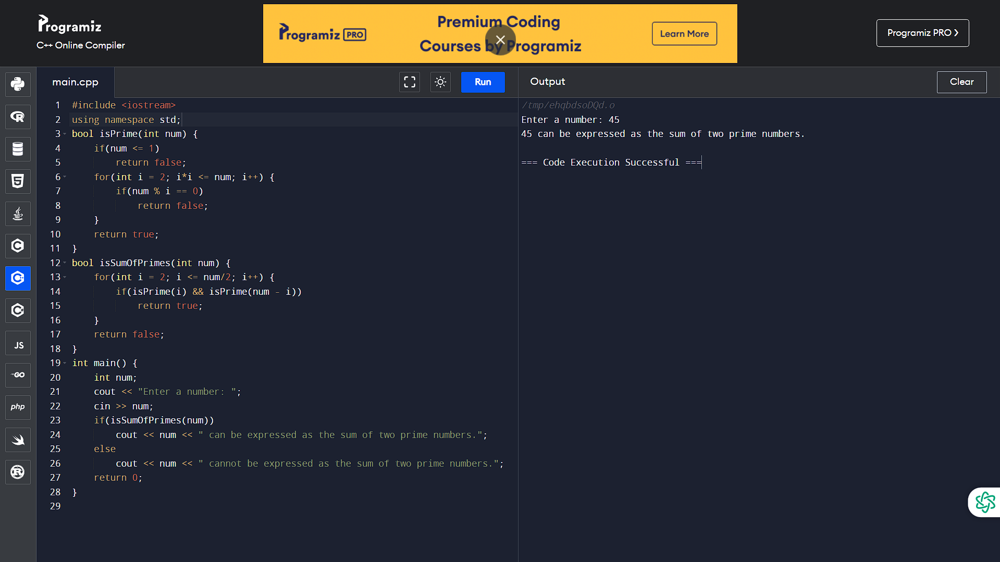 Programiz
C++ Online Compiler
Programiz PRO
Premium Coding
Courses by Programiz
Learn More
Programiz PRO
main.cpp
Run
Output
Clear
1 #include <iostream>
2 using namespace std;
3 bool isPrime(int num) {
4     if(num <= 1)
5         return false;
6     for(int i = 2; i*i <= num; i++) {
7         if(num % i == 0)
8             return false;
9     }
10     return true;
11 }
12 bool isSumOfPrimes(int num) {
13     for(int i = 2; i <= num/2; i++) {
14         if(isPrime(i) && isPrime(num - i))
15             return true;
16     }
17     return false;
18 }
19 int main() {
20     int num;
21     cout << "Enter a number: ";
22     cin >> num;
23     if(isSumOfPrimes(num))
24         cout << num << " can be expressed as the sum of two prime numbers.";
25     else
26         cout << num << " cannot be expressed as the sum of two prime numbers.";
27     return 0;
28 }
29
/tmp/ehqbdsoDQd.o
Enter a number: 45
45 can be expressed as the sum of two prime numbers.
=== Code Execution Successful ===
R
5
C
C+
C#
JS
GO
php
R